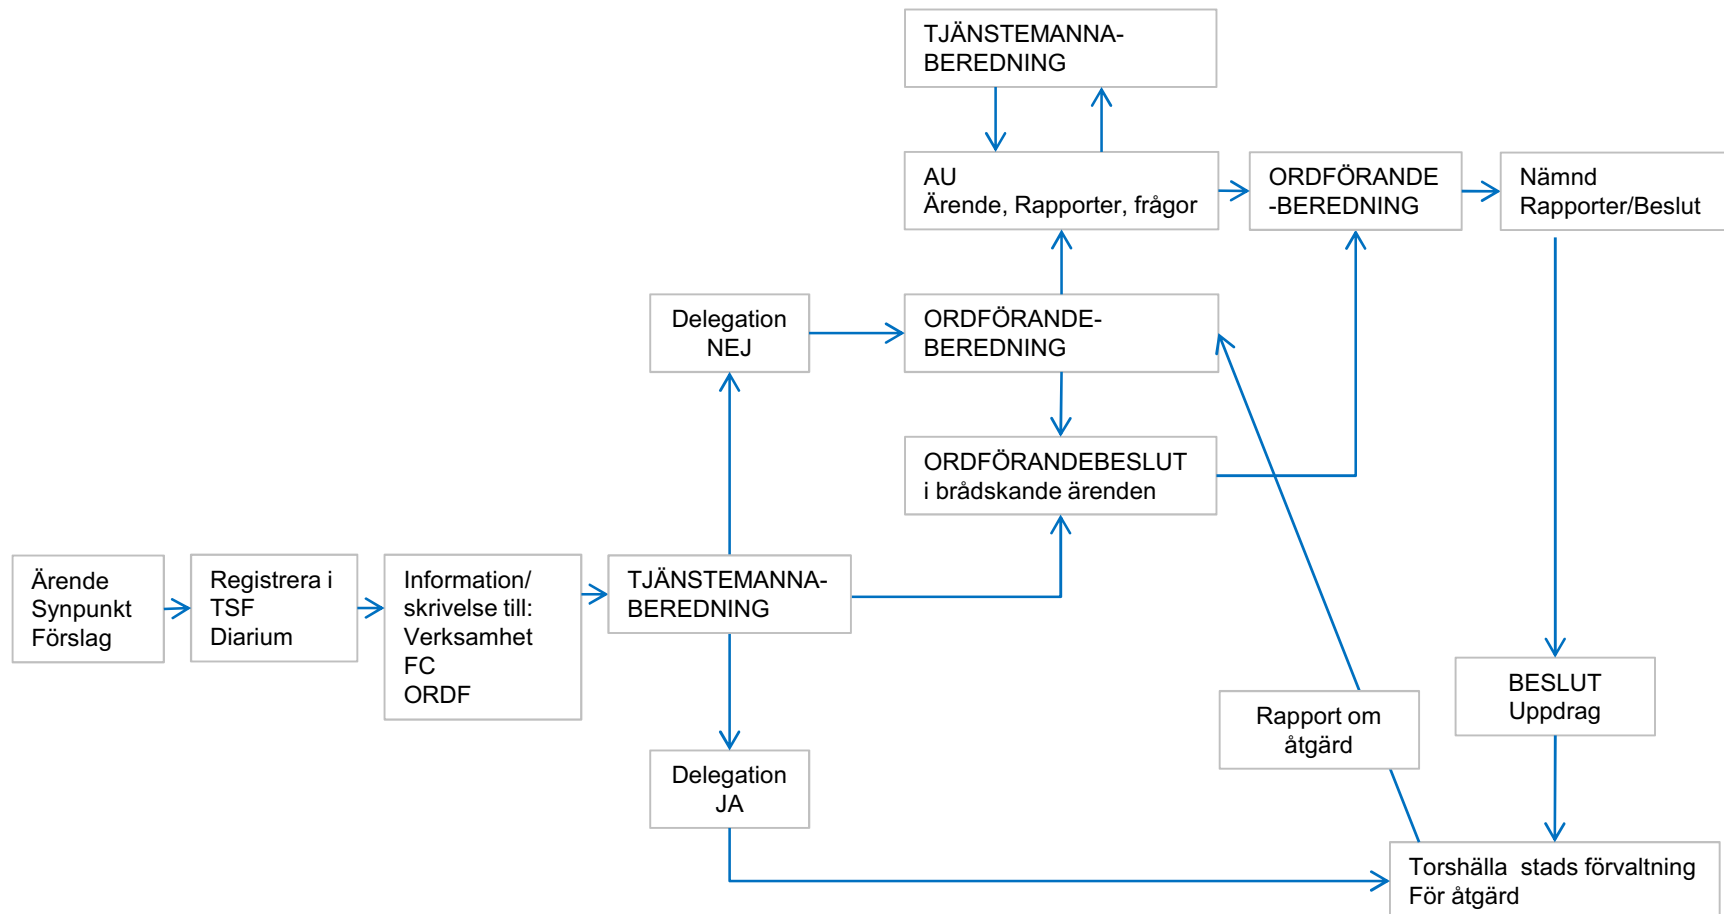 TJÄNSTEMANNA-
BEREDNING
AU
Ärende, Rapporter, frågor
ORDFÖRANDE
-BEREDNING
Nämnd
Rapporter/Beslut
Delegation
NEJ
ORDFÖRANDE-
BEREDNING
ORDFÖRANDEBESLUT
i brådskande ärenden
Ärende
Synpunkt
Förslag
Registrera i
TSF
Diarium
Information/
skrivelse till:
Verksamhet
FC
ORDF
TJÄNSTEMANNA-
BEREDNING
BESLUT
Uppdrag
Rapport om
åtgärd
Delegation
JA
Torshälla  stads förvaltning
För åtgärd